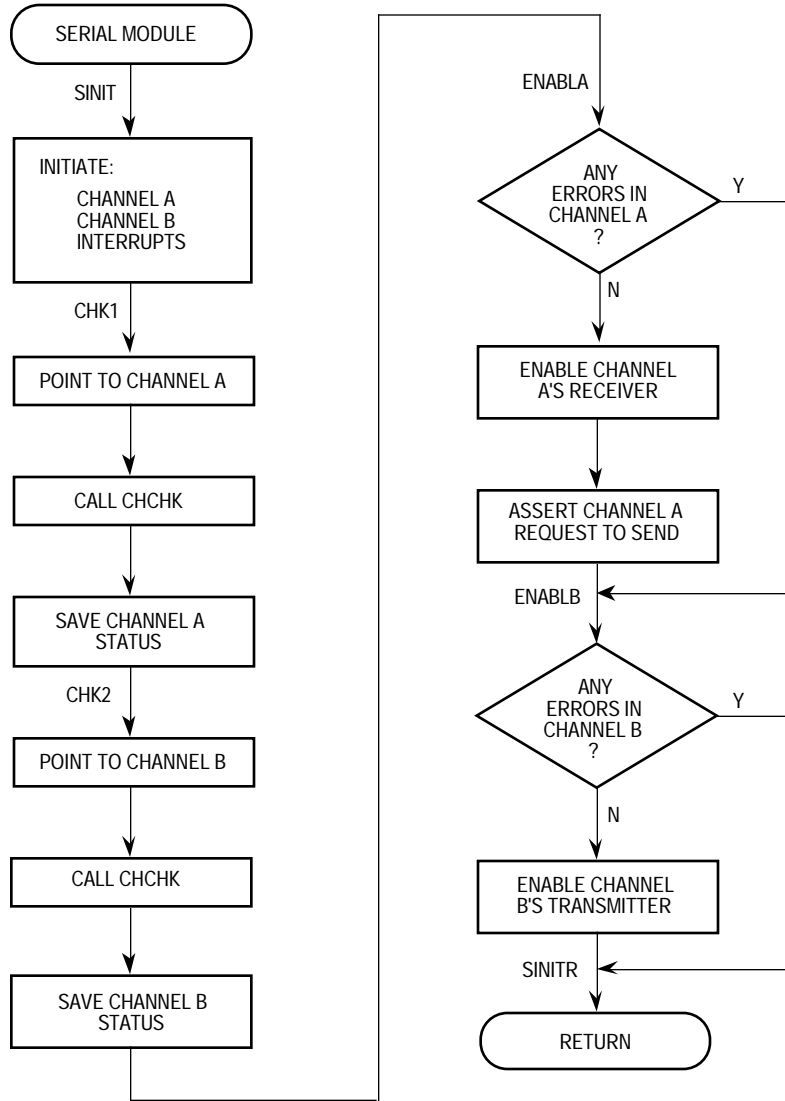 SERIAL MODULE
SINIT
INITIATE:
CHANNEL A
CHANNEL B
INTERRUPTS
CHK1
POINT TO CHANNEL A
CALL CHCHK
SAVE CHANNEL A
STATUS
CHK2
POINT TO CHANNEL B
CALL CHCHK
SAVE CHANNEL B
STATUS
ENABLA
ANY
ERRORS IN
CHANNEL A
?
Y
N
ENABLE CHANNEL
A'S RECEIVER
ASSERT CHANNEL A
REQUEST TO SEND
ENABLB
ANY
ERRORS IN
CHANNEL B
?
Y
N
ENABLE CHANNEL
B'S TRANSMITTER
SINITR
RETURN